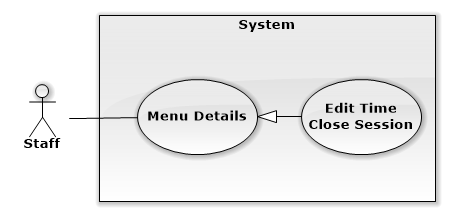 System
Menu Details
Edit Time
Close Session
Staff